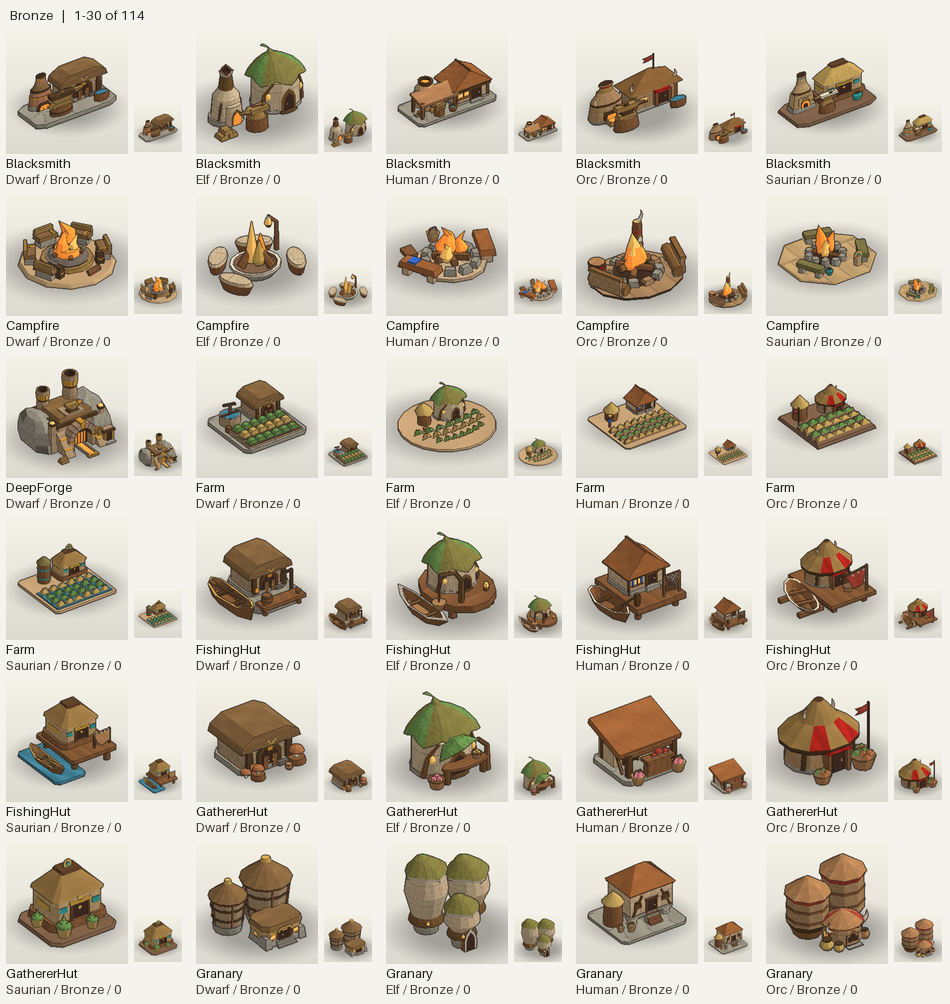 Bronze | 1-30 of 114
Blacksmith
Dwarf / Bronze / 0
Blacksmith
Elf / Bronze / 0
Blacksmith
Human / Bronze / 0
Blacksmith
Orc / Bronze / 0
Blacksmith
Saurian / Bronze / 0
Campfire
Dwarf / Bronze / 0
Campfire
Elf / Bronze / 0
Campfire
Human / Bronze / 0
Campfire
Orc / Bronze / 0
Campfire
Saurian / Bronze / 0
DeepForge
Dwarf / Bronze / 0
Farm
Dwarf / Bronze / 0
Farm
Elf / Bronze / 0
Farm
Human / Bronze / 0
Farm
Orc / Bronze / 0
Farm
Saurian / Bronze / 0
FishingHut
Dwarf / Bronze / 0
FishingHut
Elf / Bronze / 0
FishingHut
Human / Bronze / 0
FishingHut
Orc / Bronze / 0
FishingHut
Saurian / Bronze / 0
GathererHut
Dwarf / Bronze / 0
GathererHut
Elf / Bronze / 0
GathererHut
Human / Bronze / 0
GathererHut
Orc / Bronze / 0
GathererHut
Saurian / Bronze / 0
Granary
Dwarf / Bronze / 0
Granary
Elf / Bronze / 0
Granary
Human / Bronze / 0
Granary
Orc / Bronze / 0